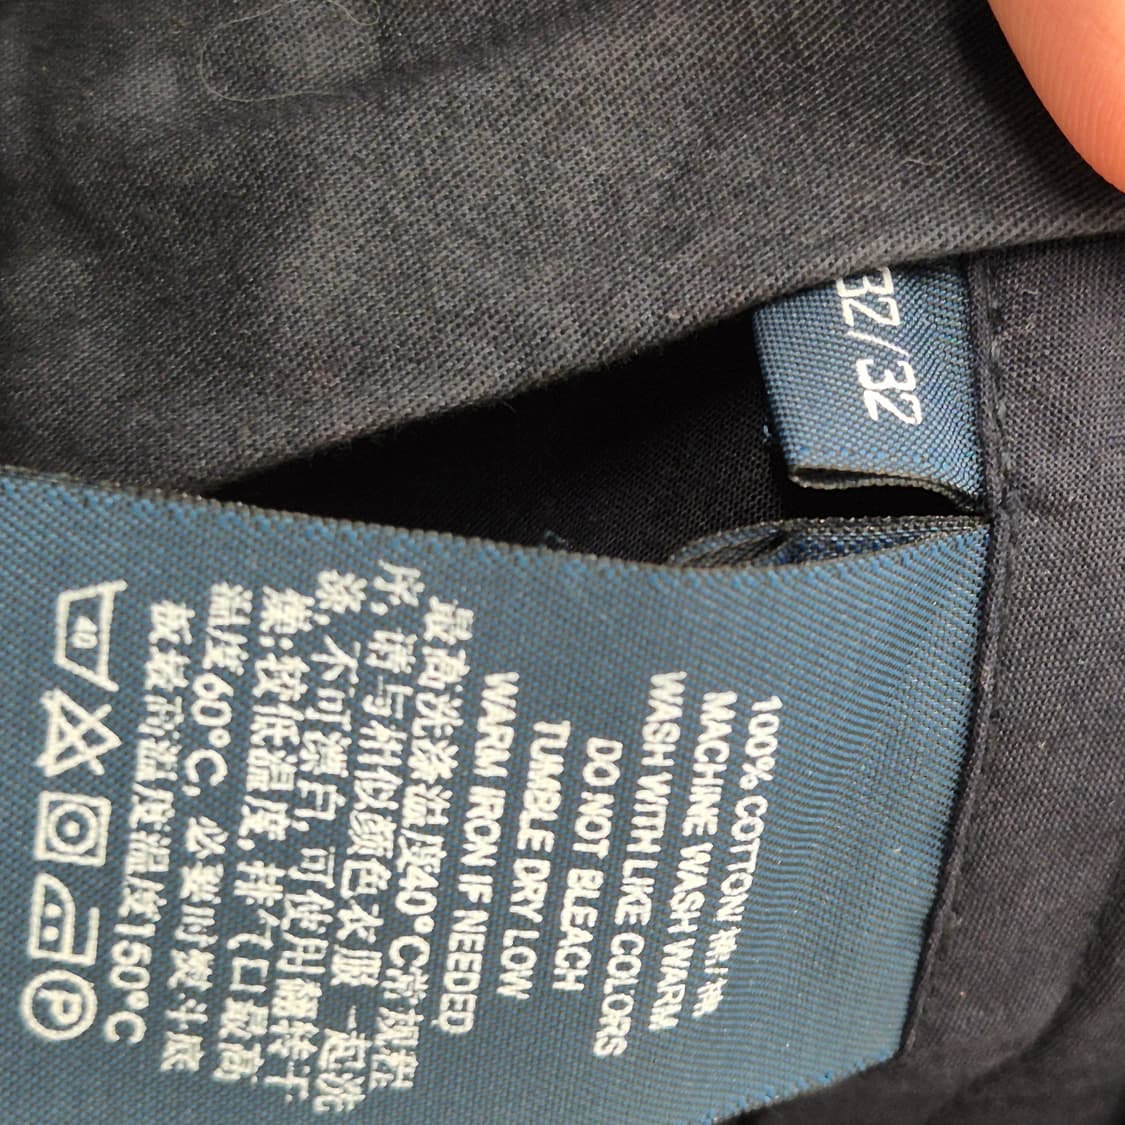 32/32
100% COTTON 棉/棉
MACHINE WASH WARM
WASH WITH LIKE COLORS
DO NOT BLEACH
TUMBLE DRY LOW
WARM IRON IF NEEDED
最高洗涤温度40°C常规程
序, 请与相似颜色衣服一起洗
涤, 不可漂白, 可使用翻转干
燥; 较低温度, 排气口最高
温度60°C, 必要时熨斗底
板最高温度温度150°C
40
P